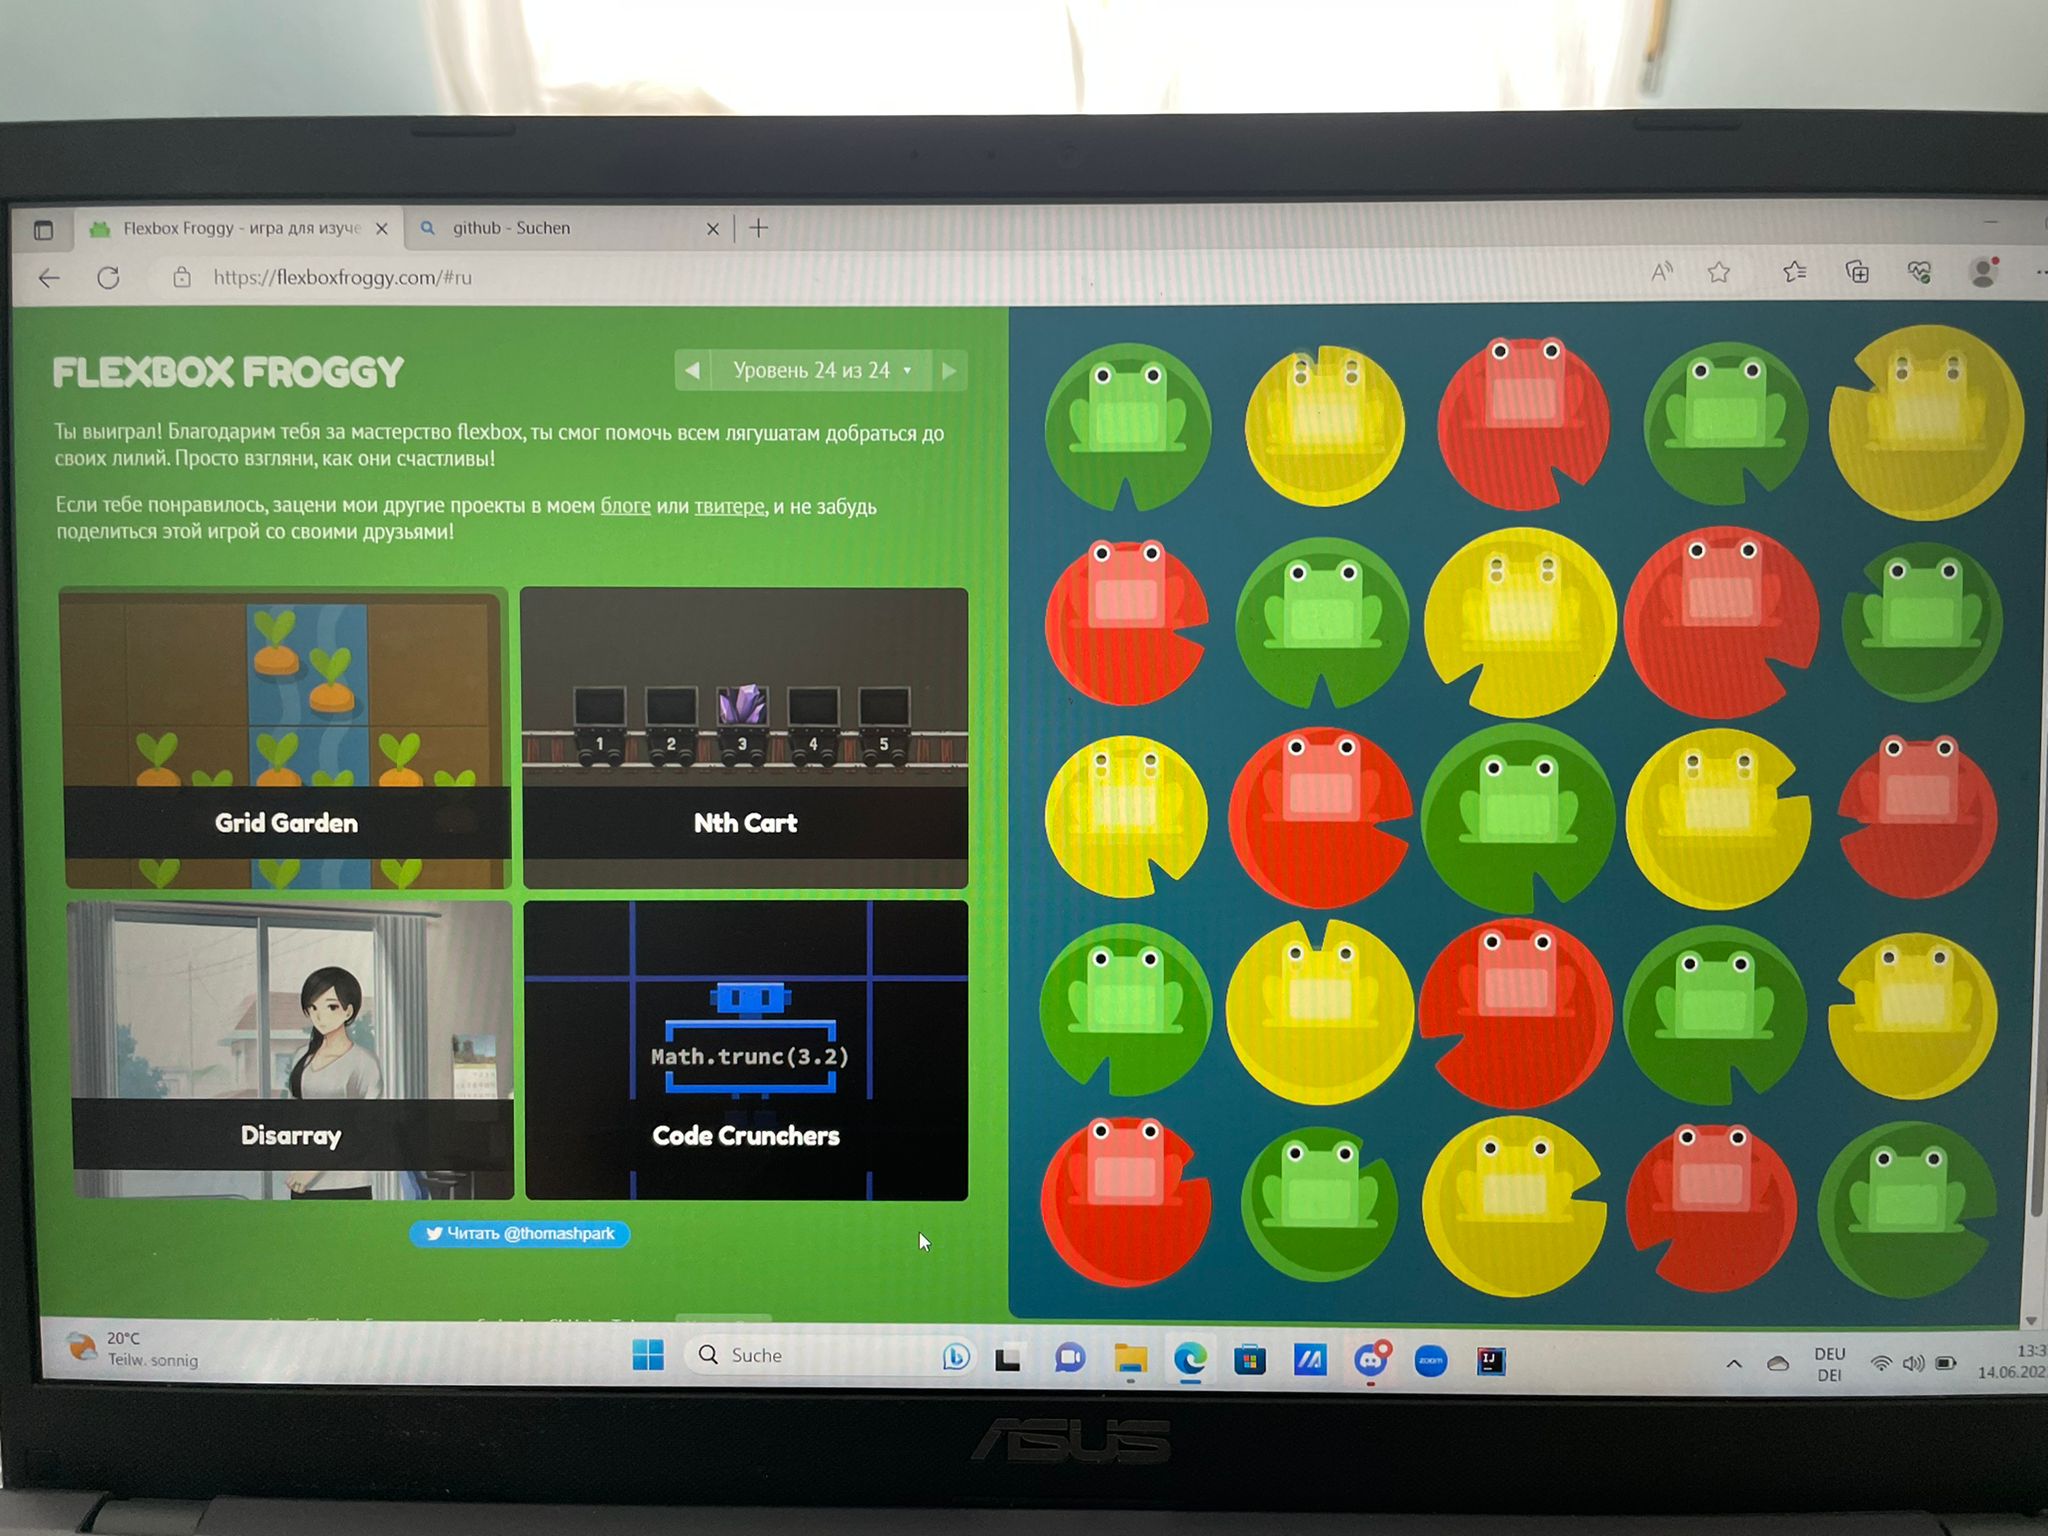 Flexbox Froggy - игра для изуче
github - Suchen
https://flexboxfroggy.com/#ru
FLEXBOX FROGGY
Уровень 24 из 24
Ты выиграл! Благодарим тебя за мастерство flexbox, ты смог помочь всем лягушатам добраться до
своих лилий. Просто взгляни, как они счастливы!
Если тебе понравилось, зацени мои другие проекты в моем блоге или твитере, и не забудь
поделиться этой игрой со своими друзьями!
1 2 3 4 5
Grid Garden
Nth Cart
Math.trunc(3.2)
Disarray
Code Crunchers
Читать @thomashpark
20°C
Teilw. sonnig
Suche
zoom
IJ
DEU
DEI
13:3
14.06.202
ASUS